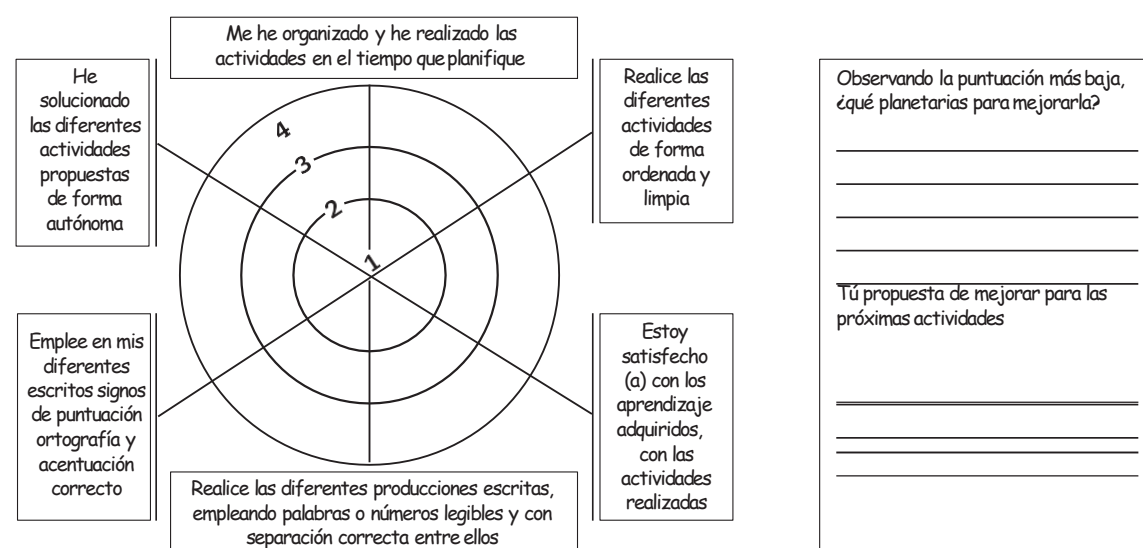 Me he organizado y he realizado las
actividades en el tiempo que planifique
He
solucionado
las diferentes
actividades
propuestas
de forma
autónoma
Realice las
diferentes
actividades
de forma
ordenada y
limpia
4
3
2
1
Emplee en mis
diferentes
escritos signos
de puntuación
ortografía y
acentuación
correcto
Estoy
satisfecho
(a) con los
aprendizaje
adquiridos,
con las
actividades
realizadas
Realice las diferentes producciones escritas,
empleando palabras o números legibles y con
separación correcta entre ellos
Observando la puntuación más baja,
¿qué planetarias para mejorarla?
Tú propuesta de mejorar para las
próximas actividades